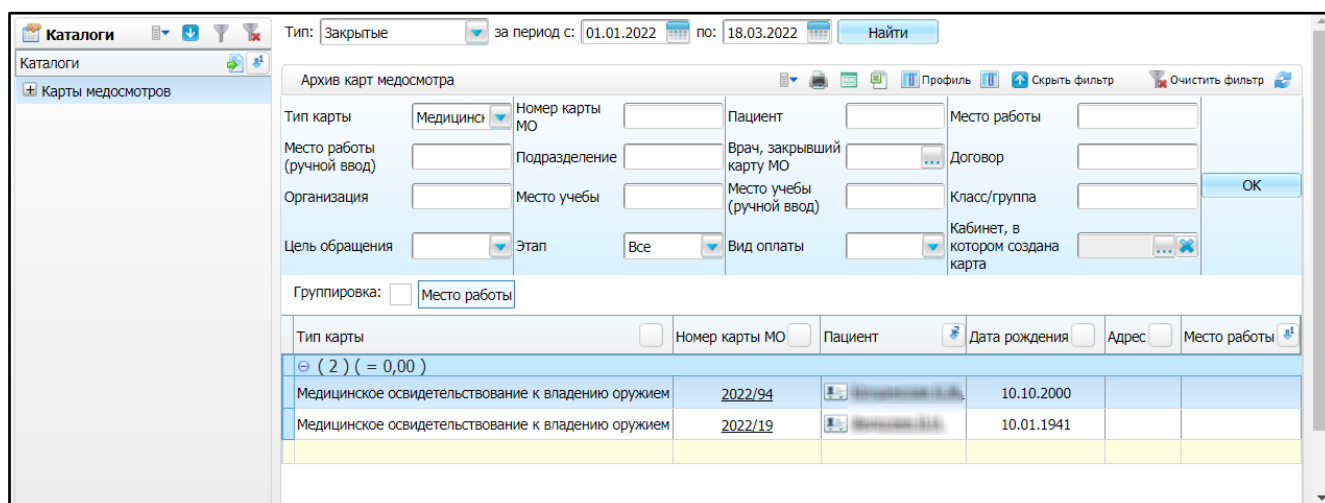 Каталоги
Каталоги
Карты медосмотров
Тип: Закрытые за период с: 01.01.2022 по: 18.03.2022 Найти
Архив карт медосмотра Профиль Скрыть фильтр Очистить фильтр
Тип карты Медицинск Номер карты МО Пациент Место работы
Место работы (ручной ввод) Подразделение Врач, закрывший карту МО ... Договор
Организация Место учебы Место учебы (ручной ввод) Класс/группа OK
Цель обращения Этап Все Вид оплаты Кабинет, в котором создана карта ...
Группировка: Место работы
Тип карты Номер карты МО Пациент Дата рождения Адрес Место работы
( 2 ) ( = 0,00 )
Медицинское освидетельствование к владению оружием 2022/94 10.10.2000
Медицинское освидетельствование к владению оружием 2022/19 10.01.1941